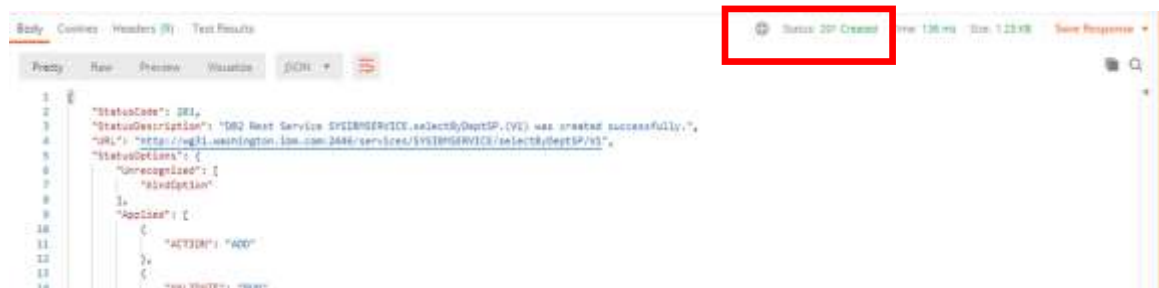 Body Cookies Headers (9) Test Results
Status: 201 Created Time: 136 ms Size: 1.23 KB Save Response
Pretty Raw Preview Visualize JSON
1 {
2 "StatusCode": 201,
3 "StatusDescription": "DB2 Rest Service SYSIBMSERVICE.selectByDeptSP.(V1) was created successfully.",
4 "URL": "http://wg31.washington.ibm.com:2446/services/SYSIBMSERVICE/selectByDeptSP/V1",
5 "StatusOptions": {
6 "Unrecognized": [
7 "bindOption"
8 ],
9 "Applied": [
10 {
11 "ACTION": "ADD"
12 },
13 {
14 "VALIDATE": "RUN"